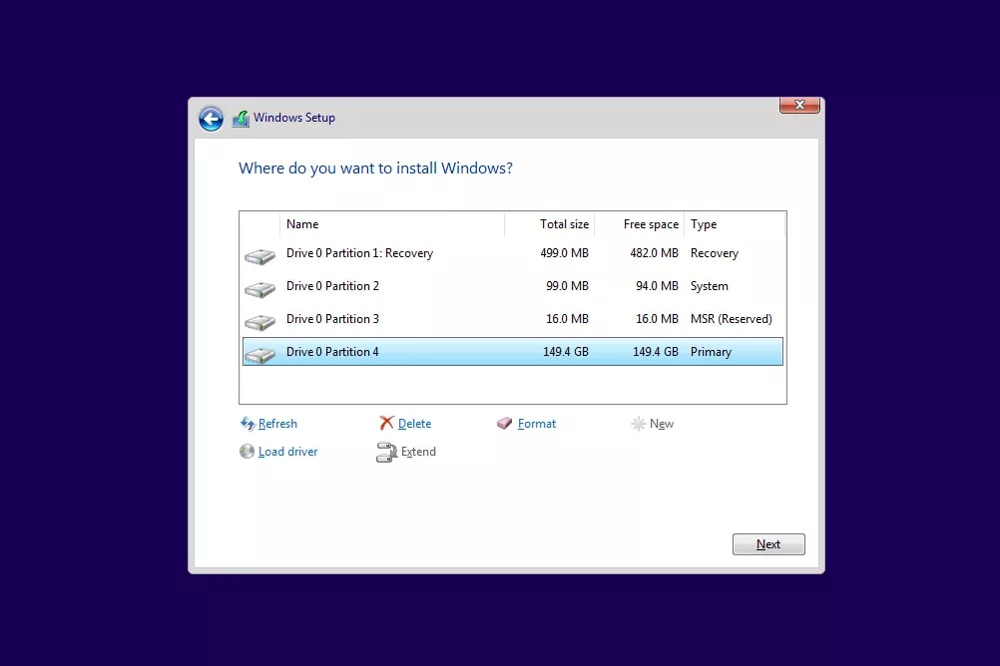 Windows Setup
Where do you want to install Windows?
Name Total size Free space Type
Drive 0 Partition 1: Recovery 499.0 MB 482.0 MB Recovery
Drive 0 Partition 2 99.0 MB 94.0 MB System
Drive 0 Partition 3 16.0 MB 16.0 MB MSR (Reserved)
Drive 0 Partition 4 149.4 GB 149.4 GB Primary
Refresh Delete Format New
Load driver Extend
Next